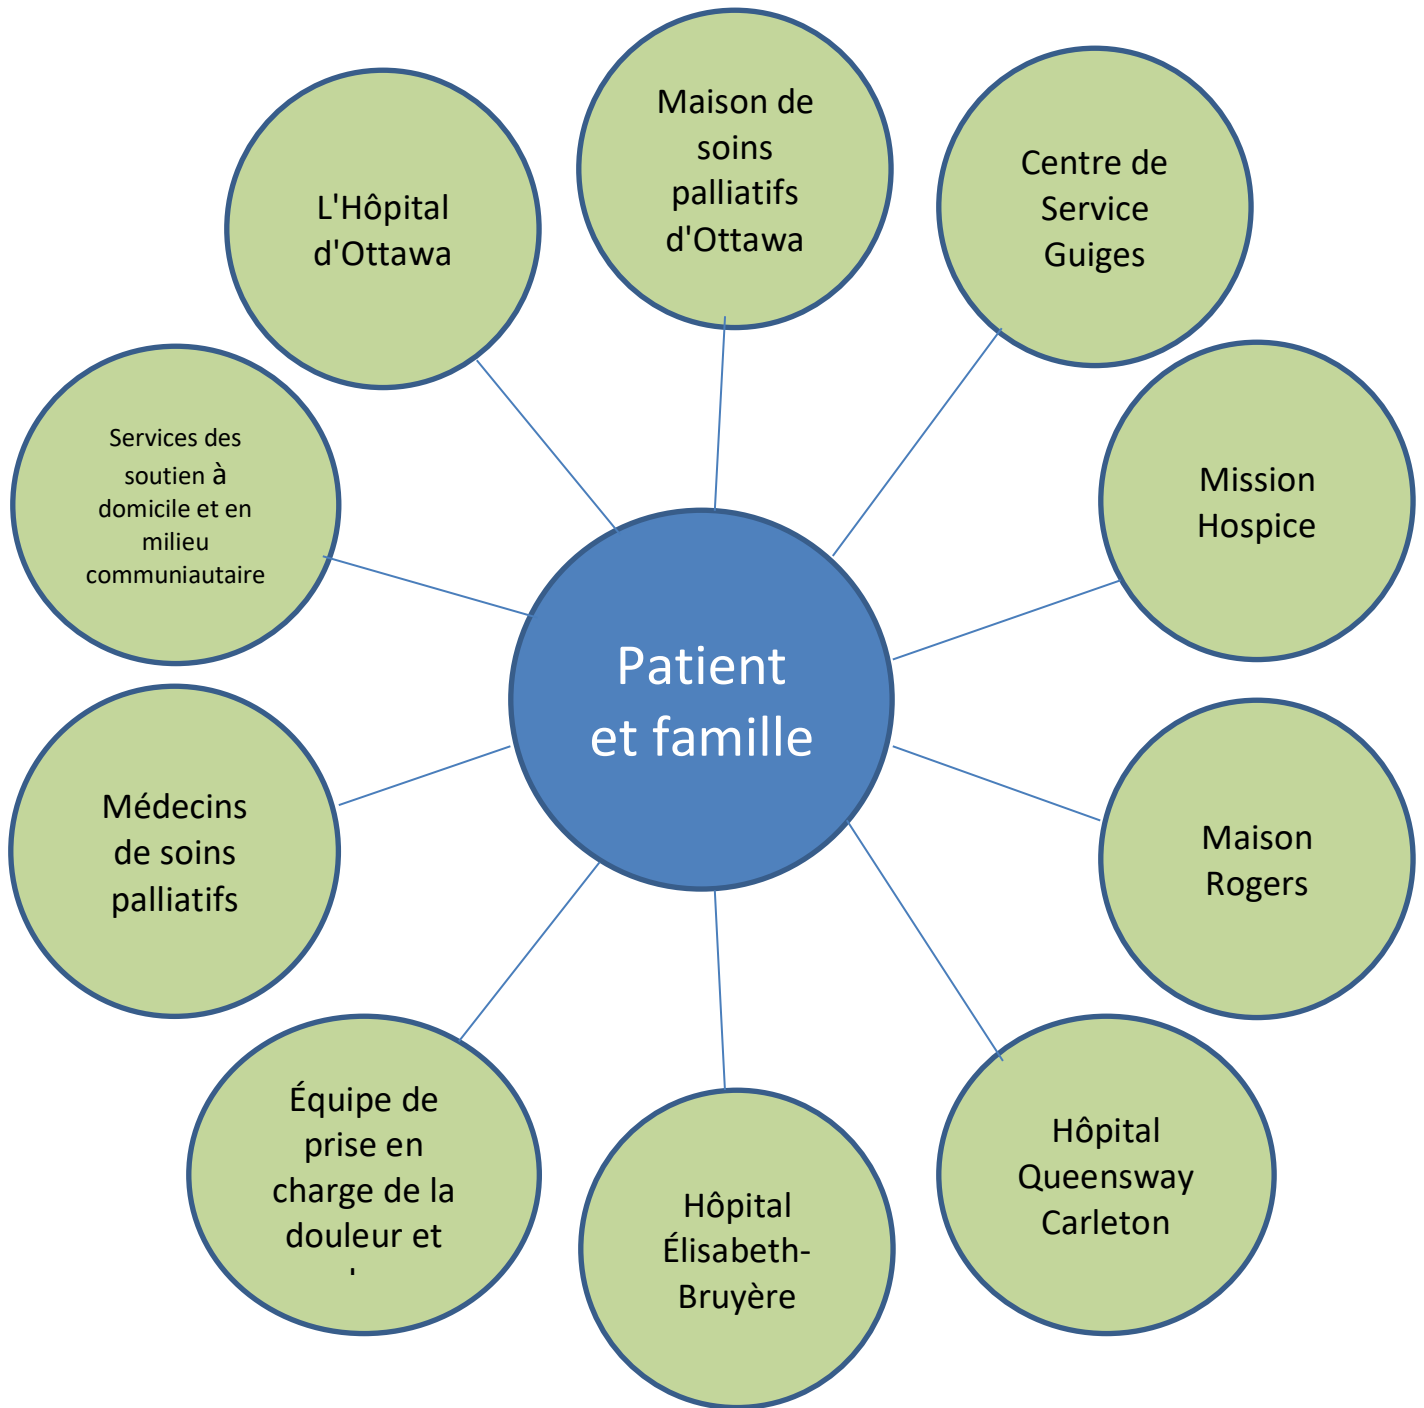 Maison de
soins
palliatifs
d'Ottawa
Centre de
Service
Guiges
Mission
Hospice
Maison
Rogers
Hôpital
Queensway
Carleton
Hôpital
Élisabeth-
Bruyère
Équipe de
prise en
charge de la
douleur et
Médecins
de soins
palliatifs
Services des
soutien à
domicile et en
milieu
communiautaire
L'Hôpital
d'Ottawa
Patient
et famille